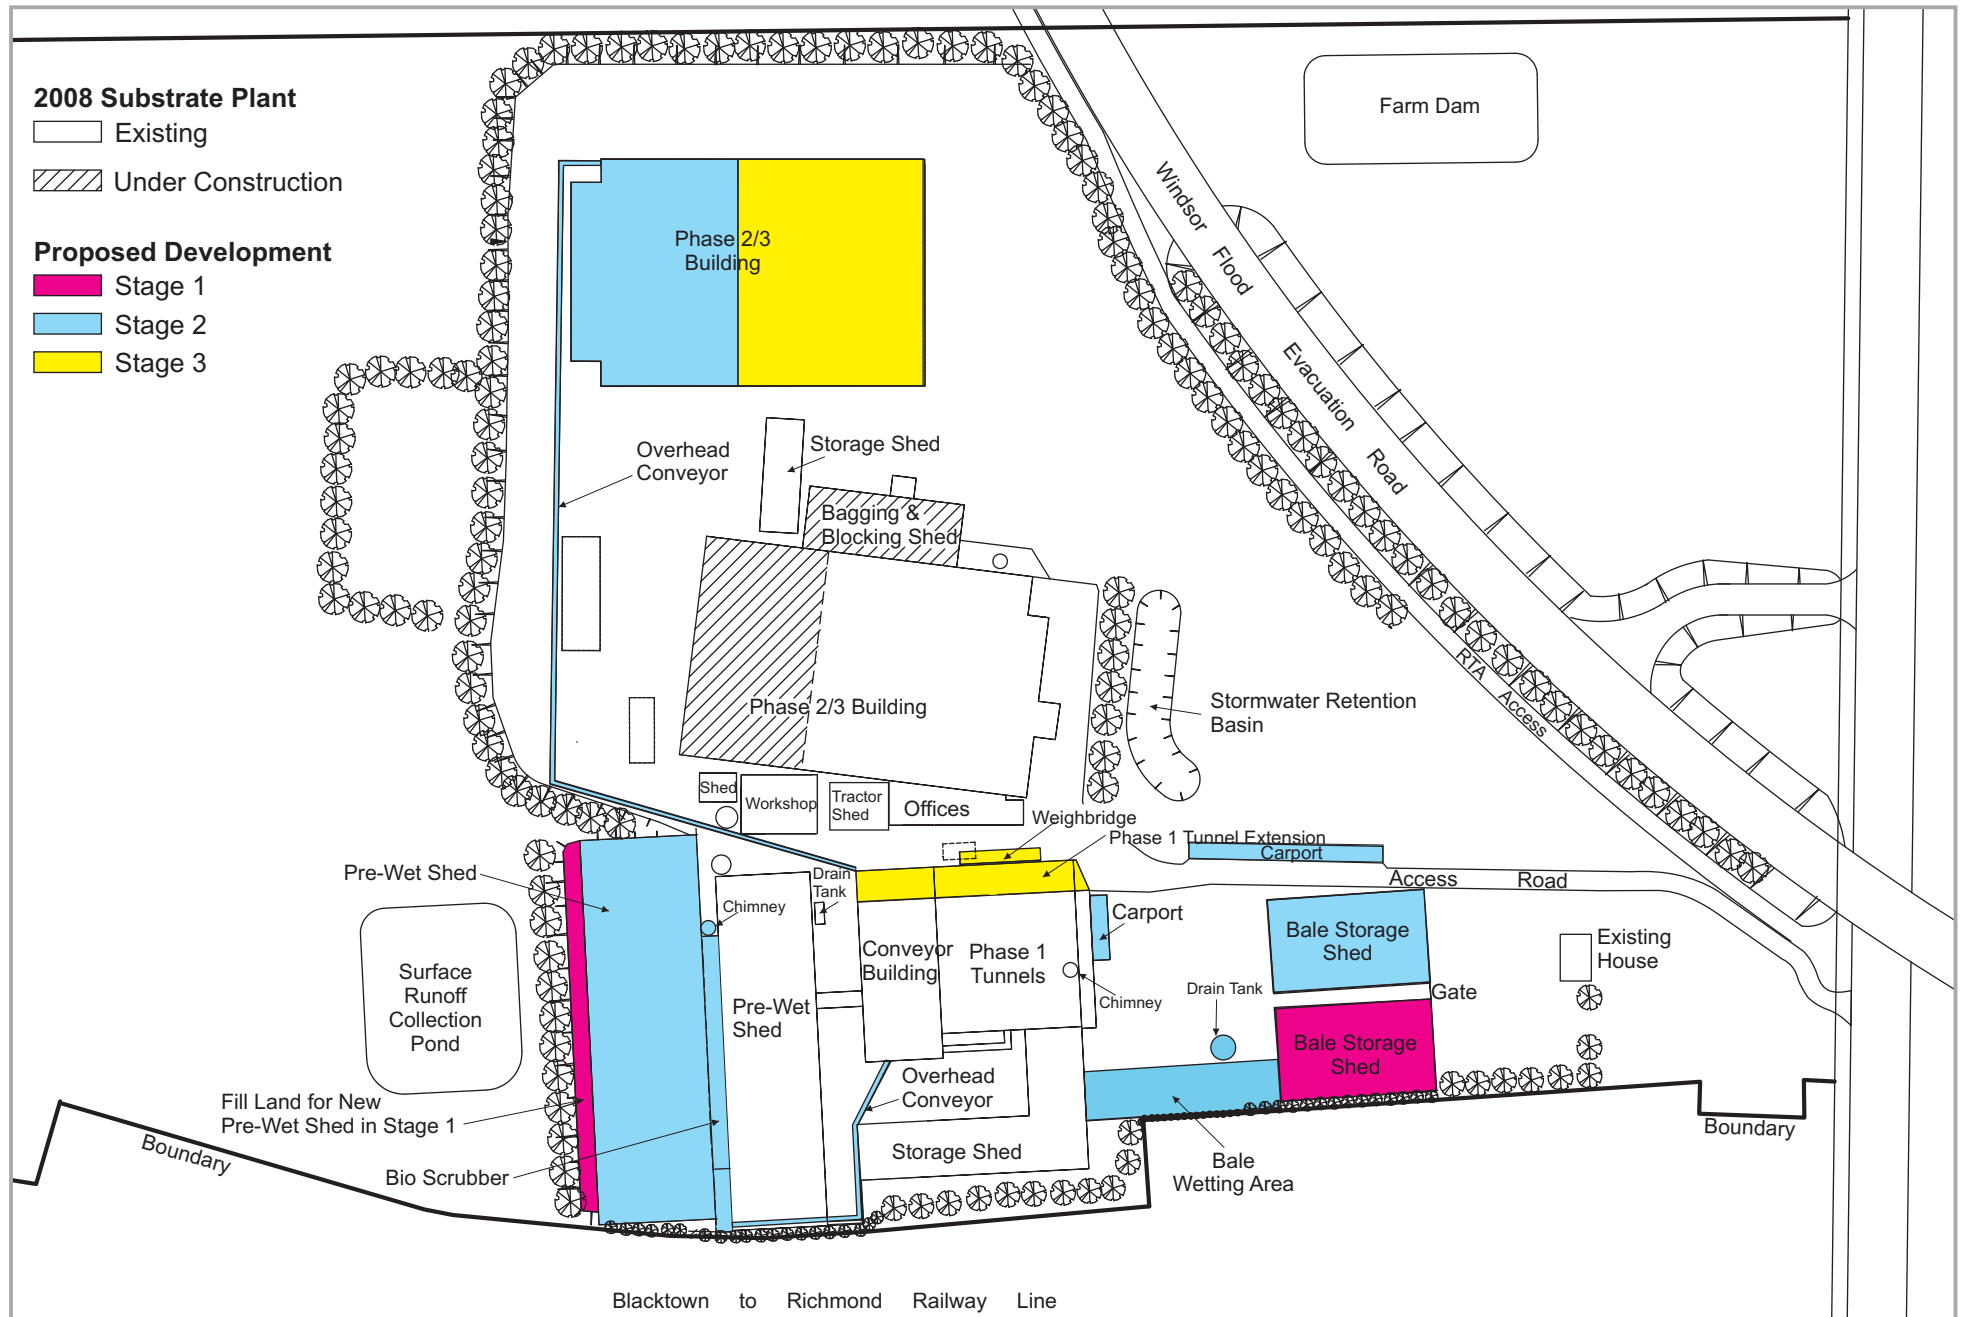 2008 Substrate Plant
Existing
Under Construction
Proposed Development
Stage 1
Stage 2
Stage 3
Farm Dam
Windsor Flood Evacuation Road
Phase 2/3
Building
Overhead
Conveyor
Storage Shed
Bagging &
Blocking Shed
Phase 2/3 Building
Stormwater Retention
Basin
RTA Access
Shed
Workshop
Tractor
Shed
Offices
Weighbridge
Phase 1 Tunnel Extension
Carport
Access Road
Pre-Wet Shed
Drain
Tank
Chimney
Carport
Conveyor
Building
Phase 1
Tunnels
Chimney
Bale Storage
Shed
Existing
House
Gate
Drain Tank
Surface
Runoff
Collection
Pond
Pre-Wet
Shed
Bale Storage
Shed
Overhead
Conveyor
Fill Land for New
Pre-Wet Shed in Stage 1
Boundary
Boundary
Storage Shed
Bio Scrubber
Bale
Wetting Area
Blacktown to Richmond Railway Line